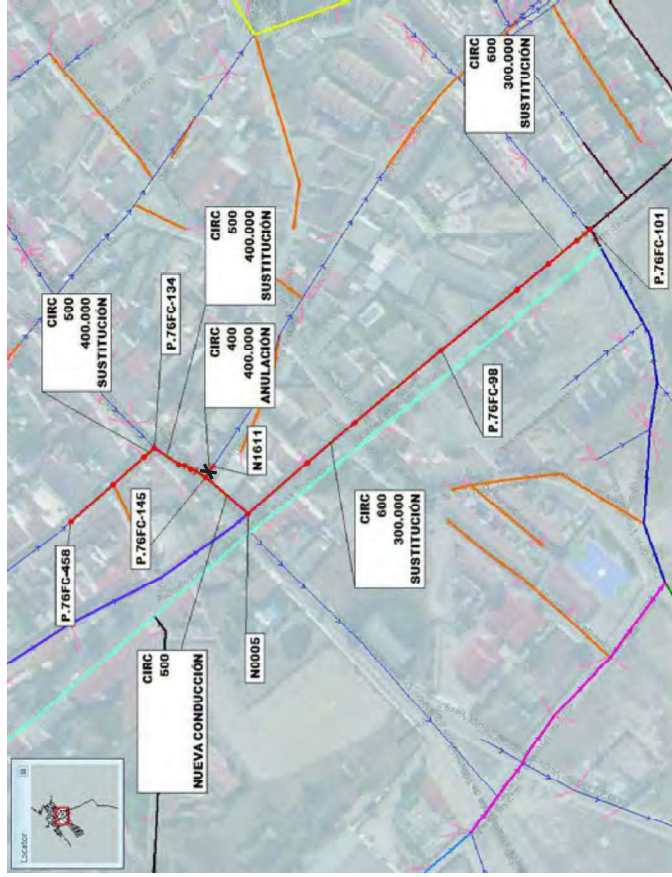 Locator
CIRC
500
NUEVA CONDUCCIÓN
P.76FC-458
CIRC
500
400.000
SUSTITUCIÓN
P.76FC-145
N0005
P.76FC-134
CIRC
500
400.000
SUSTITUCIÓN
CIRC
400
400.000
ANULACIÓN
N1611
CIRC
600
300.000
SUSTITUCIÓN
P.76FC-98
CIRC
600
300.000
SUSTITUCIÓN
P.76FC-101